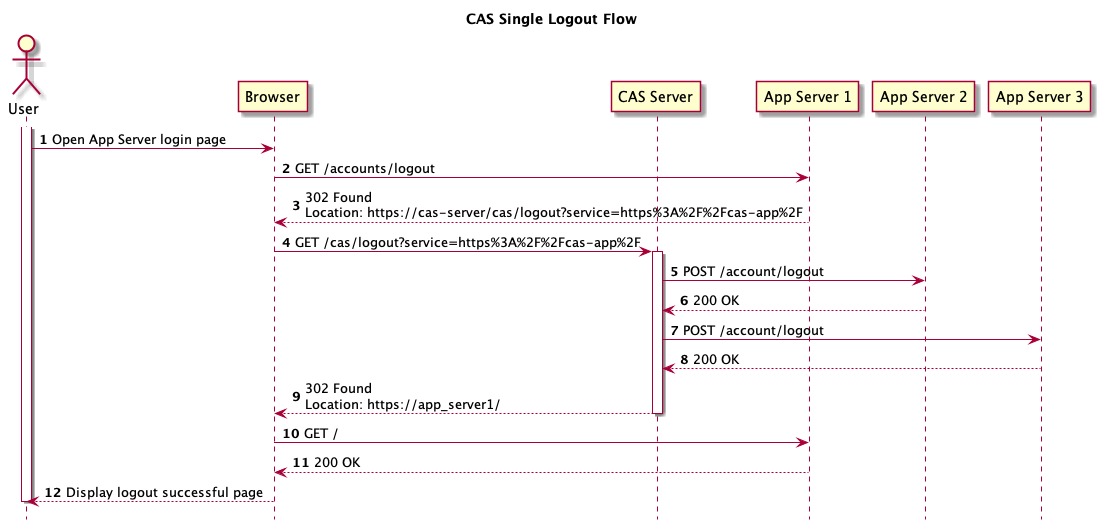 CAS Single Logout Flow
User
Browser
CAS Server
App Server 1
App Server 2
App Server 3
1 Open App Server login page
2 GET /accounts/logout
3 302 Found
Location: https://cas-server/cas/logout?service=https%3A%2F%2Fcas-app%2F
4 GET /cas/logout?service=https%3A%2F%2Fcas-app%2F
5 POST /account/logout
6 200 OK
7 POST /account/logout
8 200 OK
9 302 Found
Location: https://app_server1/
10 GET /
11 200 OK
12 Display logout successful page